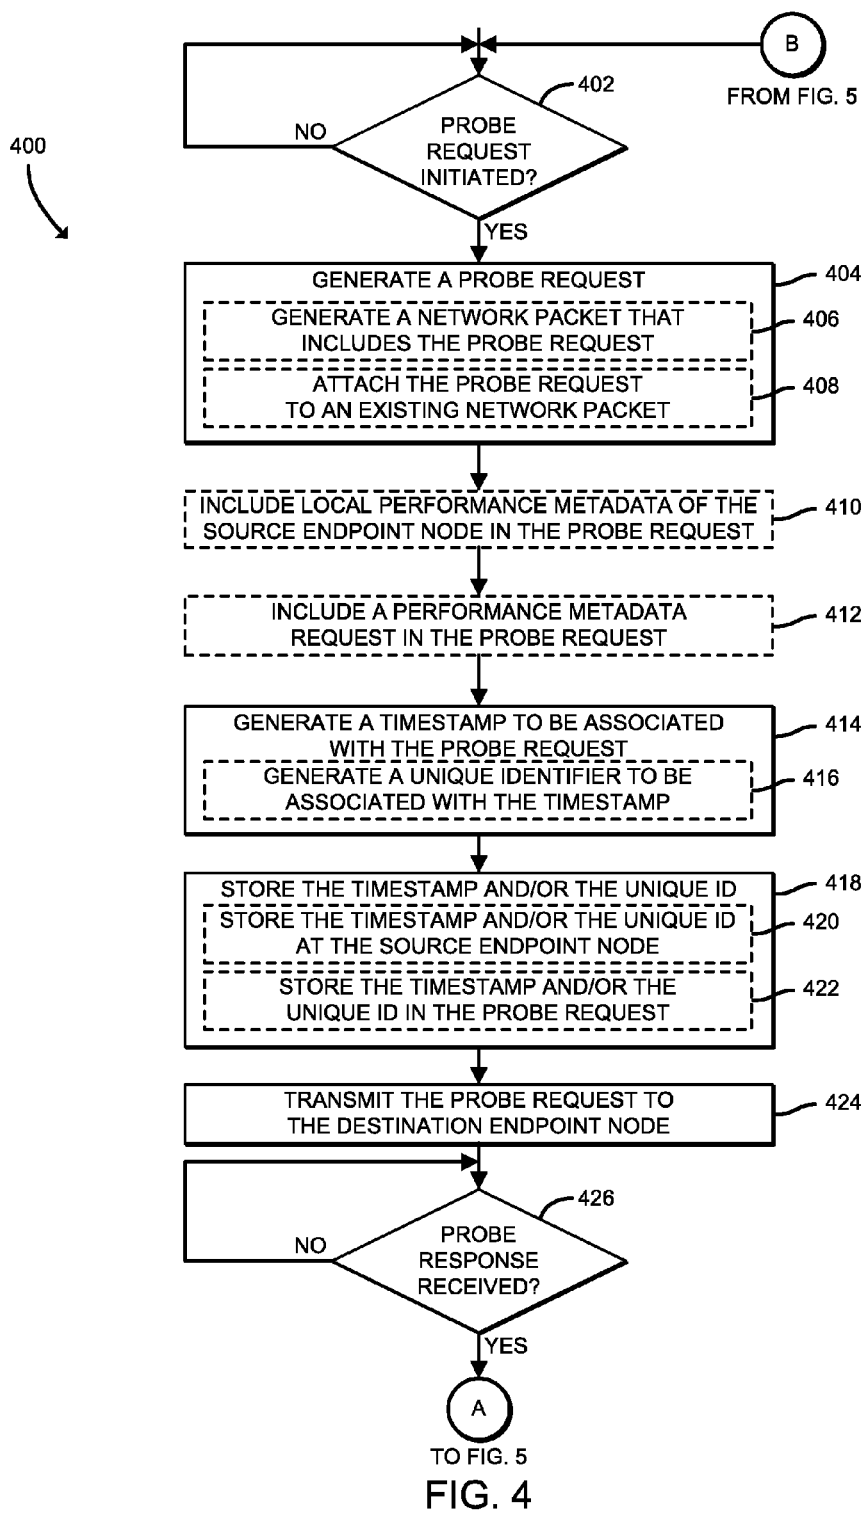 B
FROM FIG. 5
402
PROBE
REQUEST
INITIATED?
NO
400
YES
GENERATE A PROBE REQUEST
404
GENERATE A NETWORK PACKET THAT
INCLUDES THE PROBE REQUEST
406
ATTACH THE PROBE REQUEST
TO AN EXISTING NETWORK PACKET
408
INCLUDE LOCAL PERFORMANCE METADATA OF THE
SOURCE ENDPOINT NODE IN THE PROBE REQUEST
410
INCLUDE A PERFORMANCE METADATA
REQUEST IN THE PROBE REQUEST
412
GENERATE A TIMESTAMP TO BE ASSOCIATED
WITH THE PROBE REQUEST
414
GENERATE A UNIQUE IDENTIFIER TO BE
ASSOCIATED WITH THE TIMESTAMP
416
STORE THE TIMESTAMP AND/OR THE UNIQUE ID
418
STORE THE TIMESTAMP AND/OR THE UNIQUE ID
AT THE SOURCE ENDPOINT NODE
420
STORE THE TIMESTAMP AND/OR THE
UNIQUE ID IN THE PROBE REQUEST
422
TRANSMIT THE PROBE REQUEST TO
THE DESTINATION ENDPOINT NODE
424
426
PROBE
RESPONSE
RECEIVED?
NO
YES
A
TO FIG. 5
FIG. 4